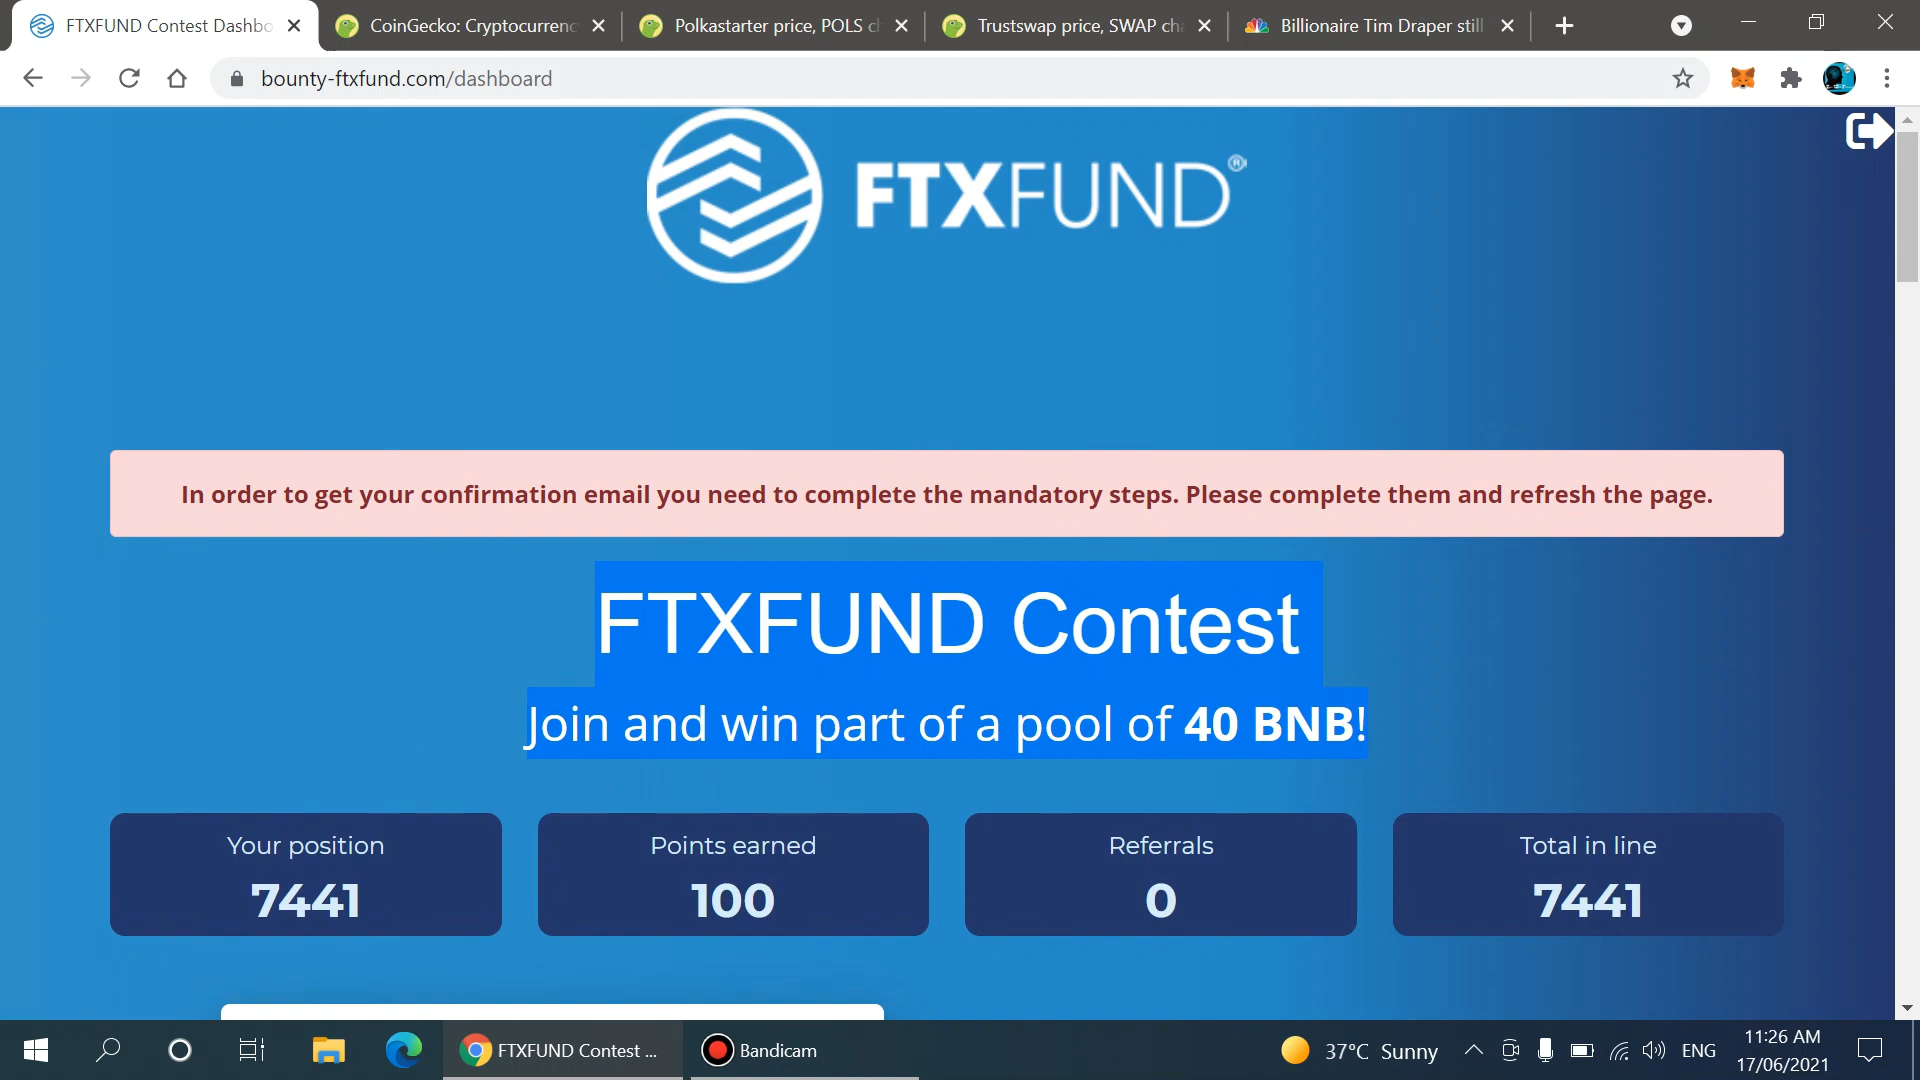 FTXFUND Contest Dashbo
CoinGecko: Cryptocurrenc
Polkastarter price, POLS c
Trustswap price, SWAP cha
Billionaire Tim Draper still
bounty-ftxfund.com/dashboard
FTXFUND®
In order to get your confirmation email you need to complete the mandatory steps. Please complete them and refresh the page.
FTXFUND Contest
Join and win part of a pool of 40 BNB!
Your position
7441
Points earned
100
Referrals
0
Total in line
7441
FTXFUND Contest ...
Bandicam
37°C Sunny
ENG
11:26 AM
17/06/2021